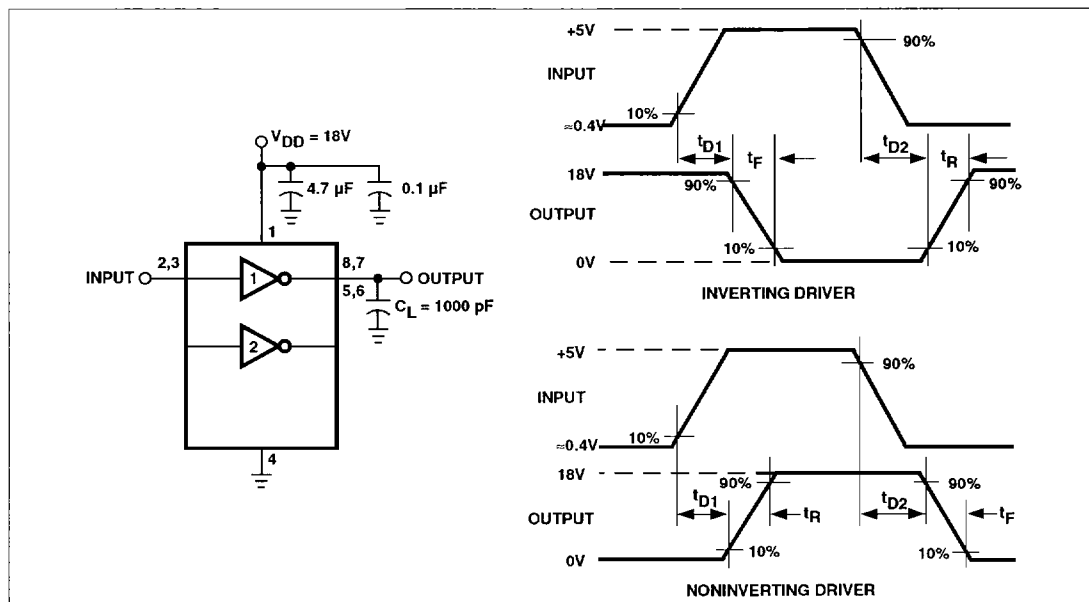 V_DD = 18V
4.7 µF
0.1 µF
1
INPUT
2,3
1
8,7
OUTPUT
5,6
C_L = 1000 pF
2
4
+5V
INPUT
90%
10%
≈0.4V
t_D1
t_F
t_D2
t_R
18V
90%
90%
OUTPUT
10%
10%
0V
INVERTING DRIVER
+5V
INPUT
90%
10%
≈0.4V
18V
90%
90%
t_D1
t_R
t_D2
t_F
OUTPUT
10%
10%
0V
NONINVERTING DRIVER